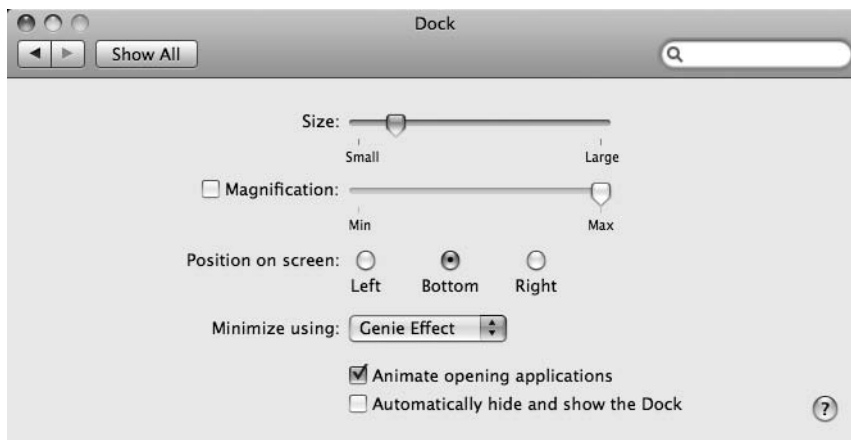 Dock
Show All
Size:
Small Large
Magnification:
Min Max
Position on screen:
Left Bottom Right
Minimize using: Genie Effect
Animate opening applications
Automatically hide and show the Dock
?